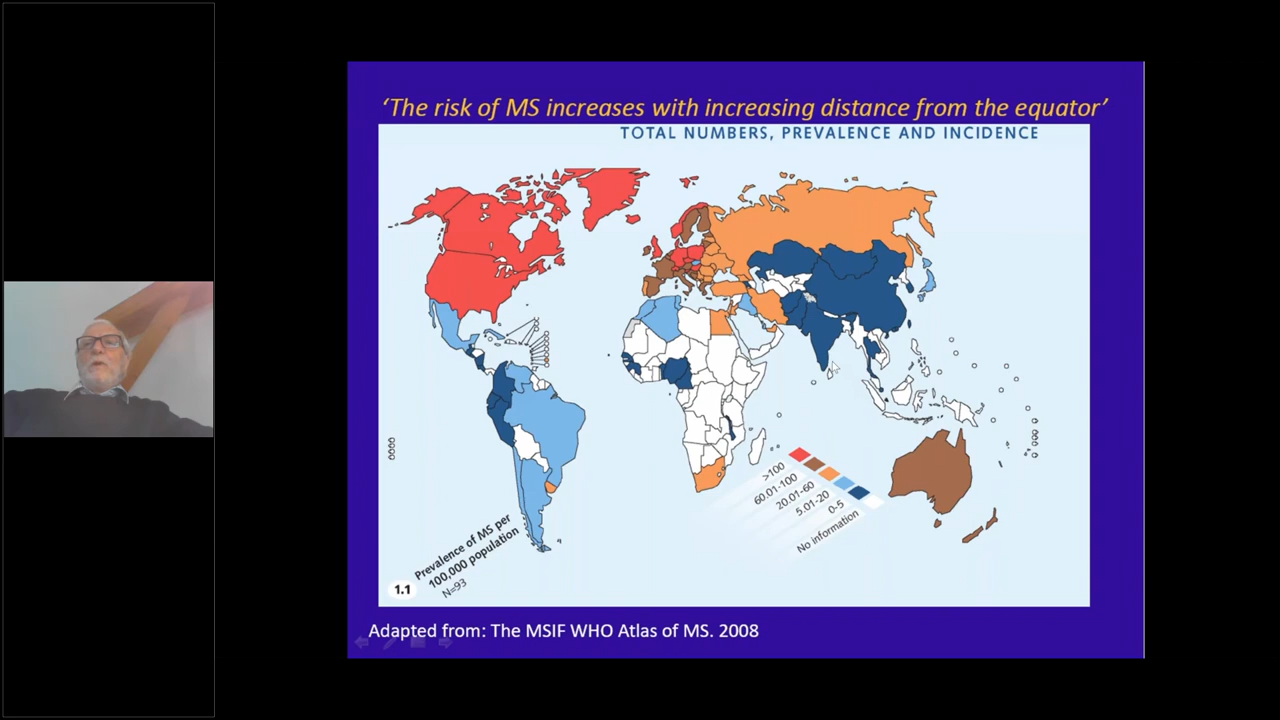 ‘The risk of MS increases with increasing distance from the equator’
TOTAL NUMBERS, PREVALENCE AND INCIDENCE
>100
60.01-100
20.01-60
5.01-20
0-5
No information
Prevalence of MS per
100,000 population
N=93
1.1
Adapted from: The MSIF WHO Atlas of MS. 2008